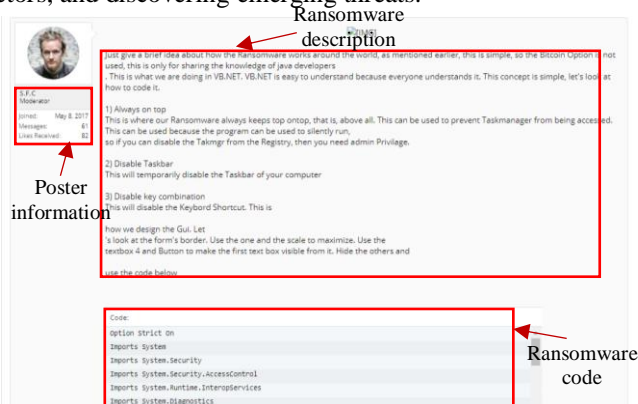 ctors, and discovering emerging threats.
Ransomware
description
Just give a brief idea about how the Ransomware works around the world, as mentioned earlier, this is simple, so the Bitcoin Option is not
used, this is only for sharing the knowledge of java developers
. This is what we are doing in VB.NET. VB.NET is easy to understand because everyone understands it. This concept is simple, let's look at
how to code it.
S.F.C
Moderator
Joined: May 8, 2017
Messages: 61
Likes Received: 82
1) Always on top
This is where our Ransomware always keeps top ontop, that is, above all. This can be used to prevent Taskmanager from being accessed.
This can be used because the program can be used to silently run,
so if you can disable the Takmgr from the Registry, then you need admin Privilage.
2) Disable Taskbar
This will temporarily disable the Taskbar of your computer
3) Disable key combination
This will disable the Keybord Shortcut. This is
Poster
information
how we design the Gui. Let
's look at the form's border. Use the one and the scale to maximize. Use the
textbox 4 and Button to make the first text box visible from it. Hide the others and
use the code below
Code:
Option Strict On
Imports System
Imports System.Security
Imports System.Security.AccessControl
Imports System.Runtime.InteropServices
Imports System.Diagnostics
Ransomware
code